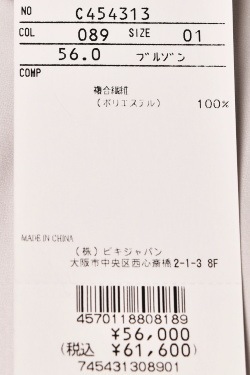 NO C454313
COL 089 SIZE 01
56.0 ブルゾン
COMP
複合繊維
(ポリエステル) 100%
MADE IN CHINA
(株)ビキジャパン
大阪市中央区西心斎橋2-1-3 8F
4570118808189
¥56,000
(税込 ¥61,600)
745431308901